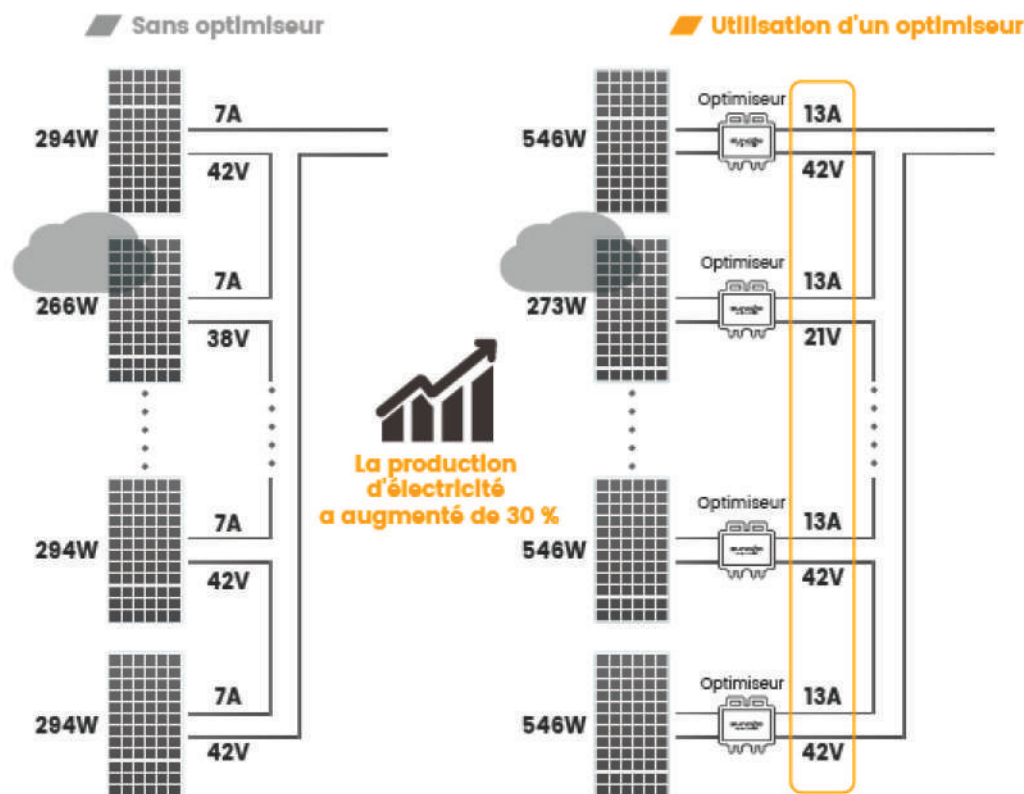 Sans optimiseur
Utilisation d'un optimiseur
7A
294W
42V
7A
266W
38V
7A
294W
42V
7A
294W
42V
La production
d'électricité
a augmenté de 30 %
Optimiseur
13A
546W
42V
Optimiseur
13A
273W
21V
Optimiseur
13A
546W
42V
Optimiseur
13A
546W
42V